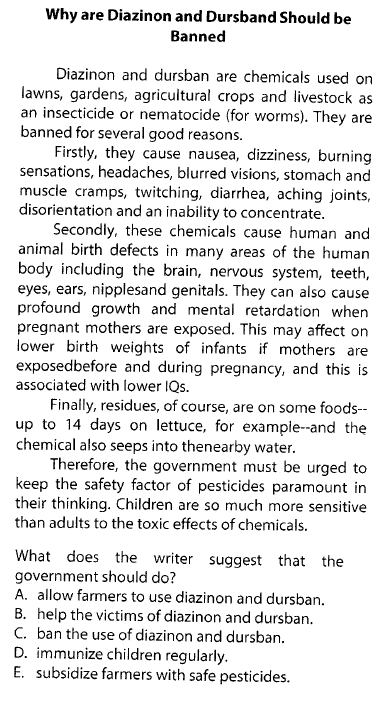 Why are Diazinon and Dursband Should be
Banned
Diazinon and dursban are chemicals used on
lawns, gardens, agricultural crops and livestock as
an insecticide or nematocide (for worms). They are
banned for several good reasons.
Firstly, they cause nausea, dizziness, burning
sensations, headaches, blurred visions, stomach and
muscle cramps, twitching, diarrhea, aching joints,
disorientation and an inability to concentrate.
Secondly, these chemicals cause human and
animal birth defects in many areas of the human
body including the brain, nervous system, teeth,
eyes, ears, nipplesand genitals. They can also cause
profound growth and mental retardation when
pregnant mothers are exposed. This may affect on
lower birth weights of infants if mothers are
exposedbefore and during pregnancy, and this is
associated with lower IQs.
Finally, residues, of course, are on some foods--
up to 14 days on lettuce, for example--and the
chemical also seeps into thenearby water.
Therefore, the government must be urged to
keep the safety factor of pesticides paramount in
their thinking. Children are so much more sensitive
than adults to the toxic effects of chemicals.
What does the writer suggest that the
government should do?
A. allow farmers to use diazinon and dursban.
B. help the victims of diazinon and dursban.
C. ban the use of diazinon and dursban.
D. immunize children regularly.
E. subsidize farmers with safe pesticides.